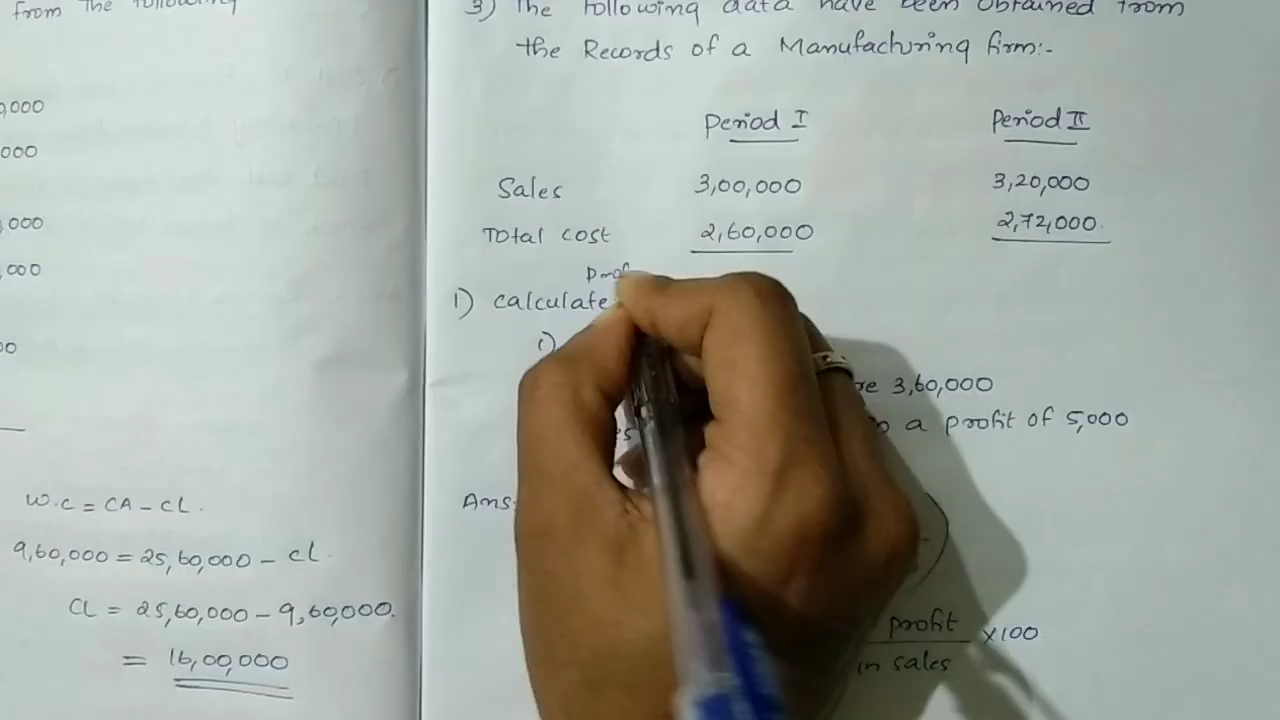 from the following
,000
000
,000
,000
00
W.C = CA - CL.
9,60,000 = 25,60,000 - CL.
CL = 25,60,000 - 9,60,000.
= 16,00,000
3) The following data have been obtained from
the Records of a Manufacturing firm:-
Period I Period II
Sales 3,00,000 3,20,000
Total cost 2,60,000 2,72,000.
1) calculate
1)
3,60,000
a profit of 5,000
Ans:
profit
in sales
×100